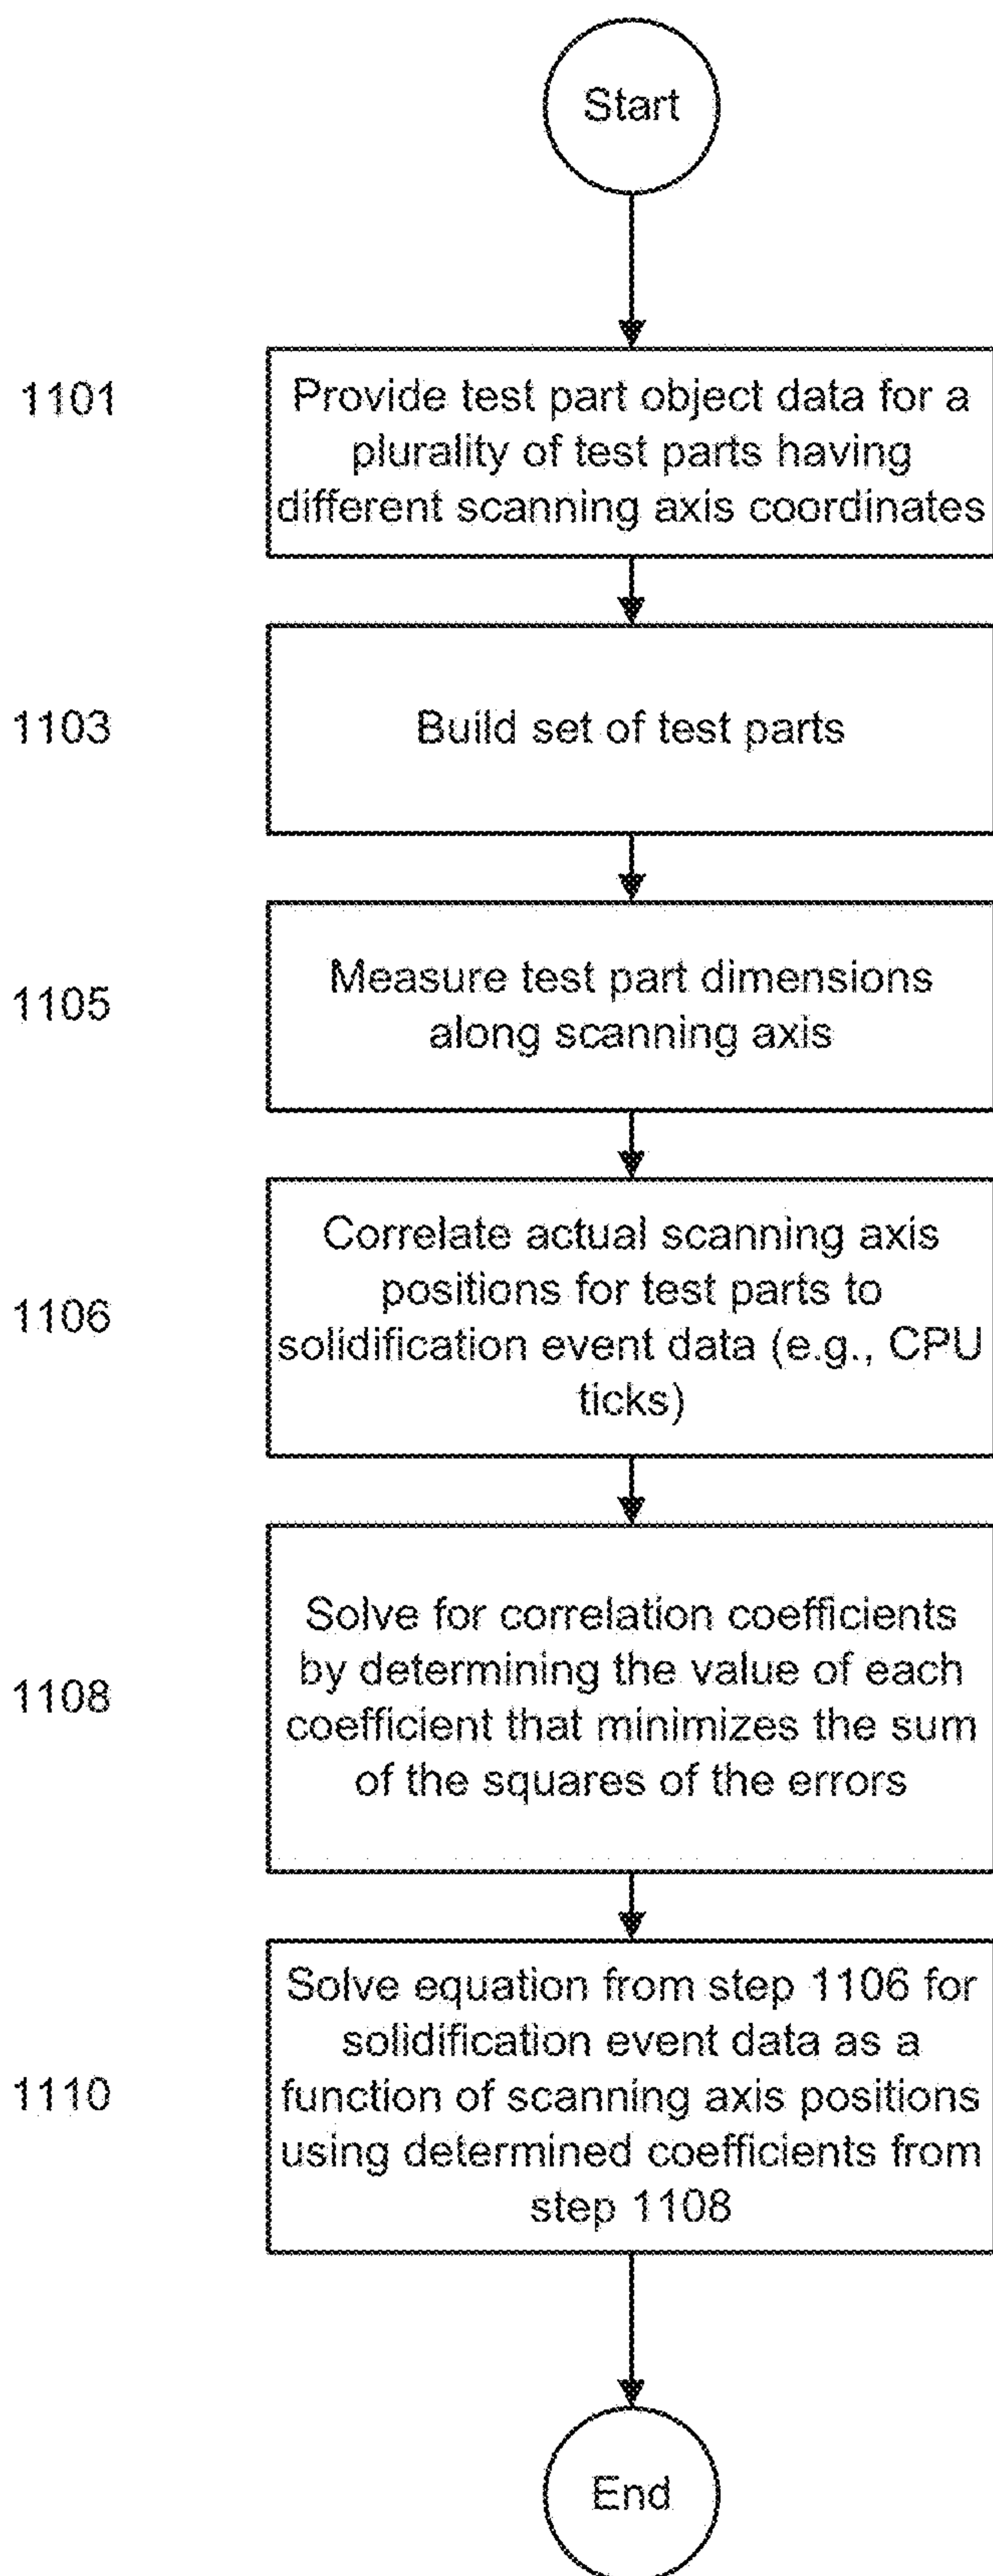 Start
1101
Provide test part object data for a
plurality of test parts having
different scanning axis coordinates
1103
Build set of test parts
1105
Measure test part dimensions
along scanning axis
1106
Correlate actual scanning axis
positions for test parts to
solidification event data (e.g., CPU
ticks)
1108
Solve for correlation coefficients
by determining the value of each
coefficient that minimizes the sum
of the squares of the errors
1110
Solve equation from step 1106 for
solidification event data as a
function of scanning axis positions
using determined coefficients from
step 1108
End